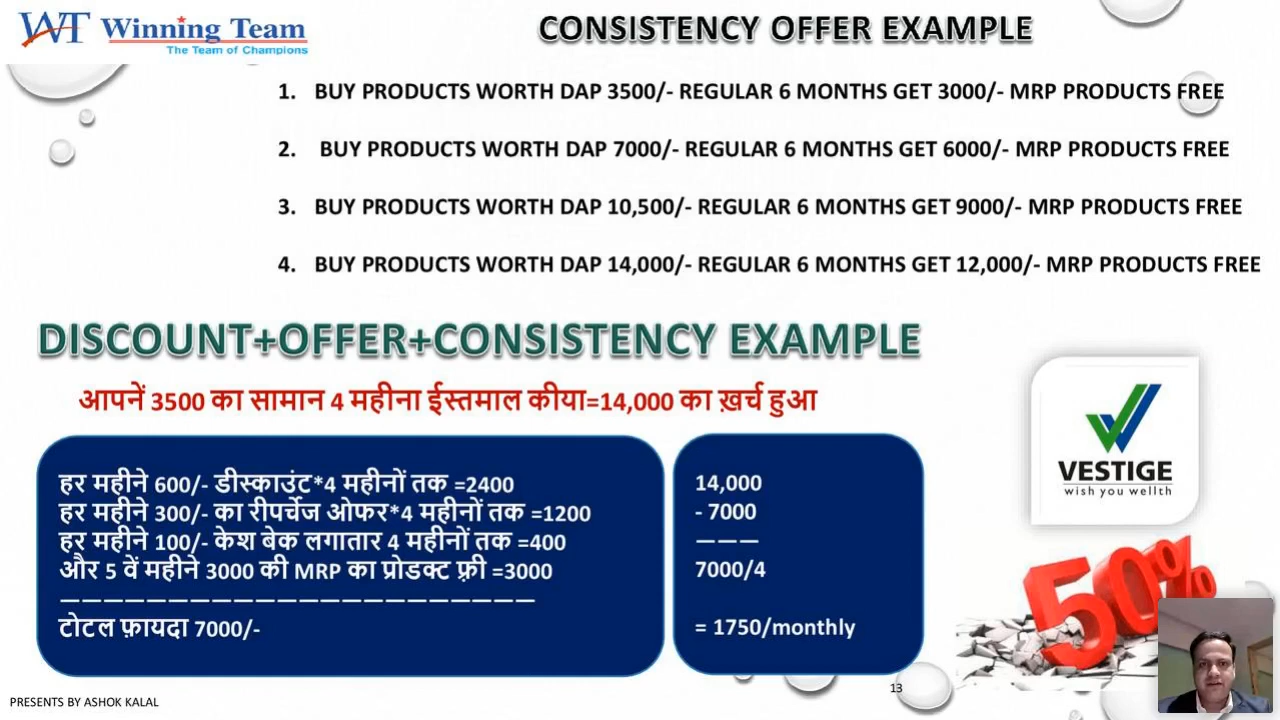 WT Winning Team
The Team of Champions
CONSISTENCY OFFER EXAMPLE
1. BUY PRODUCTS WORTH DAP 3500/- REGULAR 6 MONTHS GET 3000/- MRP PRODUCTS FREE
2. BUY PRODUCTS WORTH DAP 7000/- REGULAR 6 MONTHS GET 6000/- MRP PRODUCTS FREE
3. BUY PRODUCTS WORTH DAP 10,500/- REGULAR 6 MONTHS GET 9000/- MRP PRODUCTS FREE
4. BUY PRODUCTS WORTH DAP 14,000/- REGULAR 6 MONTHS GET 12,000/- MRP PRODUCTS FREE
DISCOUNT+OFFER+CONSISTENCY EXAMPLE
आपनें 3500 का सामान 4 महीना ईस्तमाल कीया=14,000 का ख़र्च हुआ
हर महीने 600/- डीस्काउंट*4 महीनों तक =2400
हर महीने 300/- का रीपर्चेज ओफर*4 महीनों तक =1200
हर महीने 100/- केश बेक लगातार 4 महीनों तक =400
और 5 वें महीने 3000 की MRP का प्रोडक्ट फ़्री =3000
——————————————————————
टोटल फ़ायदा 7000/-
14,000
- 7000
———
7000/4
= 1750/monthly
VESTIGE
wish you wellth
50%
13
PRESENTS BY ASHOK KALAL